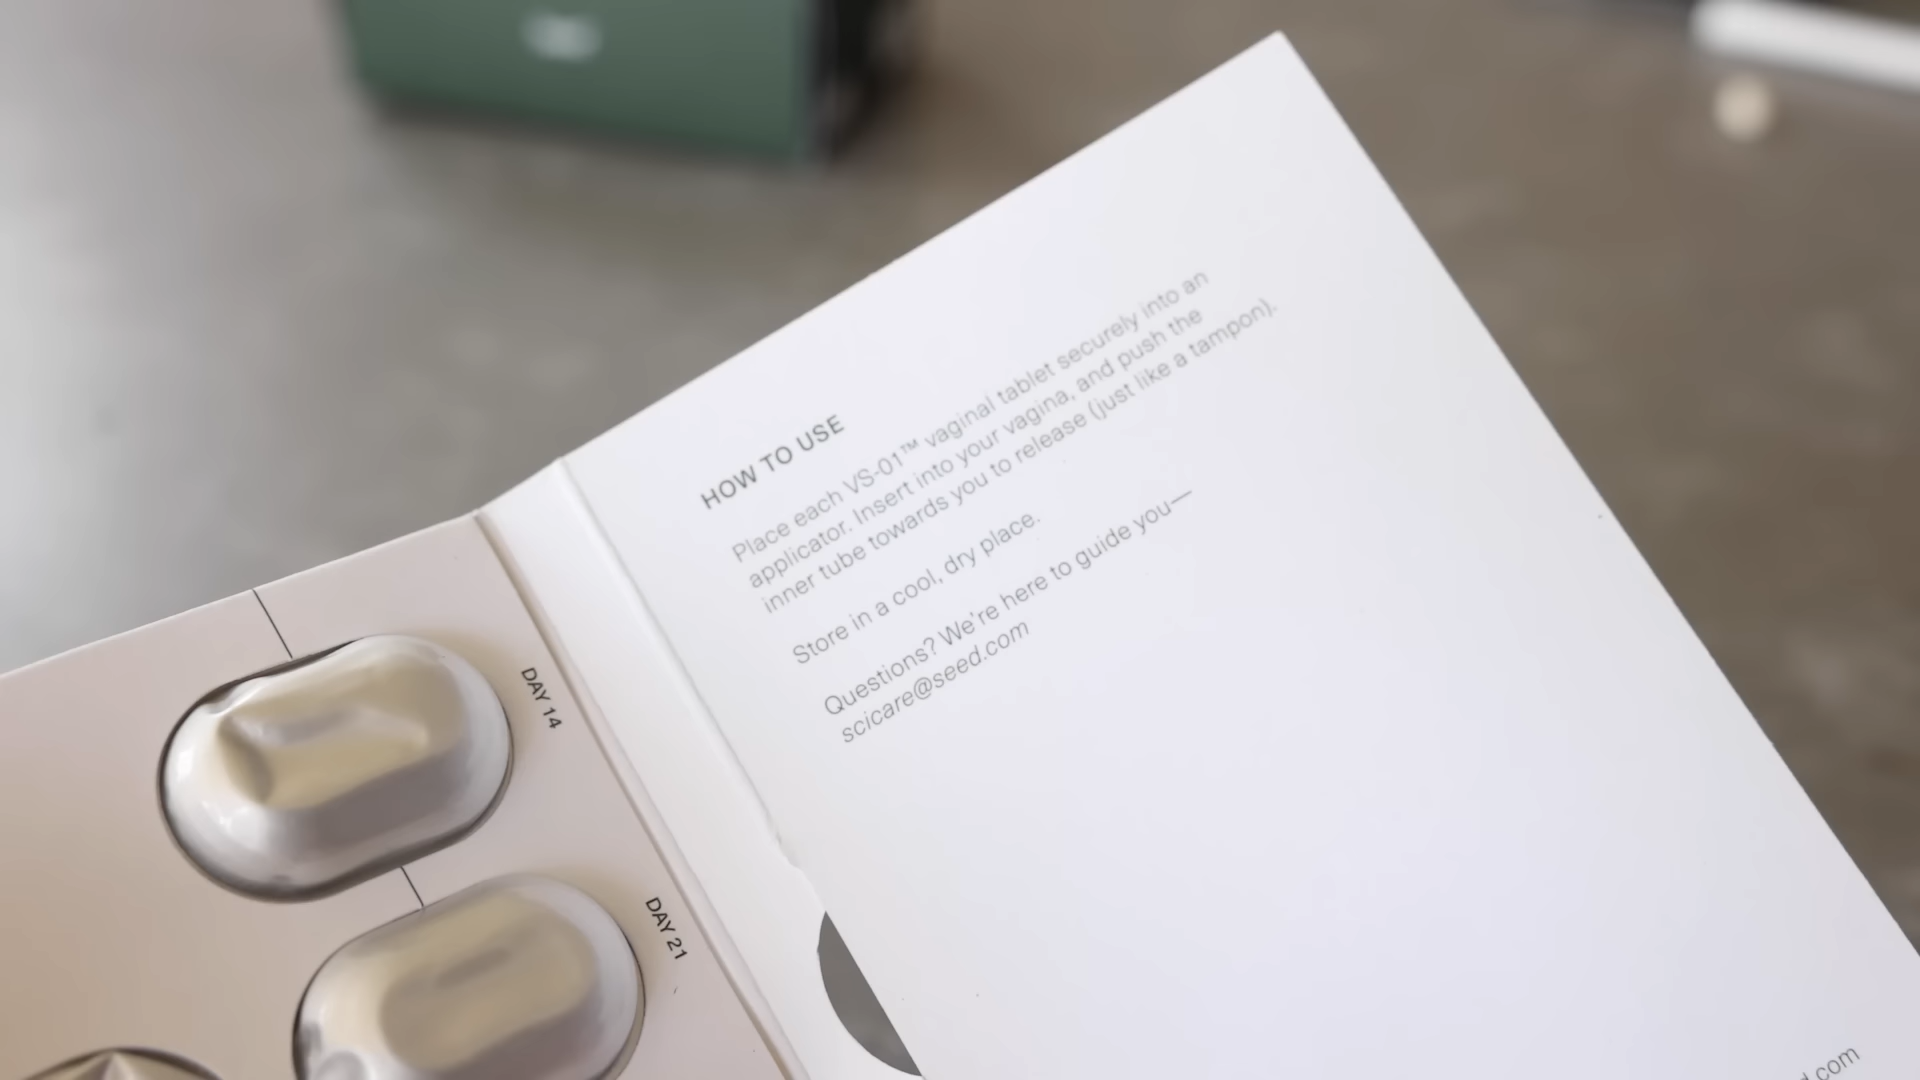 HOW TO USE
Place each VS-01™ vaginal tablet securely into an
applicator. Insert into your vagina, and push the
inner tube towards you to release (just like a tampon).
Store in a cool, dry place.
Questions? We're here to guide you—
scicare@seed.com
DAY 14
DAY 21
d.com